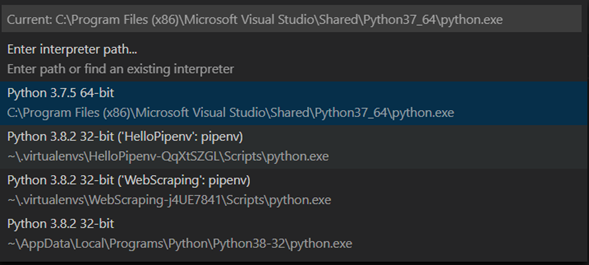 Current: C:\Program Files (x86)\Microsoft Visual Studio\Shared\Python37_64\python.exe
Enter interpreter path...
Enter path or find an existing interpreter
Python 3.7.5 64-bit
C:\Program Files (x86)\Microsoft Visual Studio\Shared\Python37_64\python.exe
Python 3.8.2 32-bit ('HelloPipenv': pipenv)
~\.virtualenvs\HelloPipenv-QqXtSZGL\Scripts\python.exe
Python 3.8.2 32-bit ('WebScraping': pipenv)
~\.virtualenvs\WebScraping-j4UE7841\Scripts\python.exe
Python 3.8.2 32-bit
~\AppData\Local\Programs\Python\Python38-32\python.exe